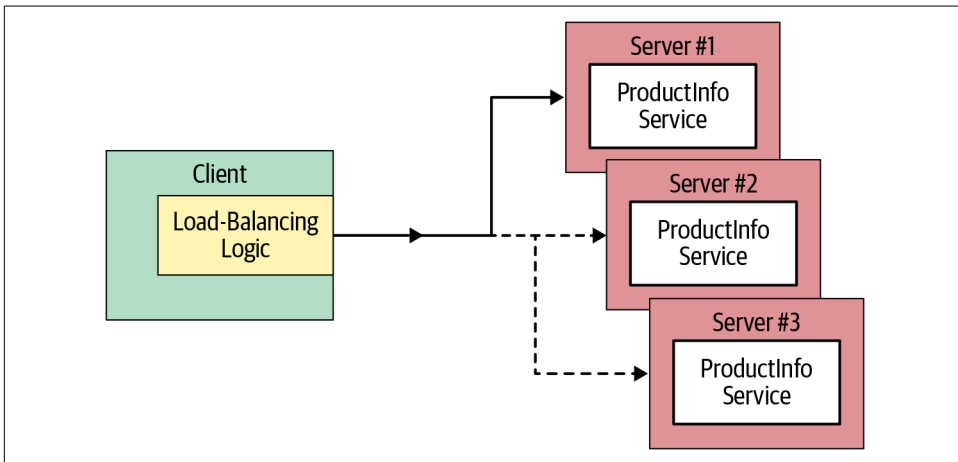 Client
Load-Balancing
Logic
Server #1
ProductInfo
Service
Server #2
ProductInfo
Service
Server #3
ProductInfo
Service